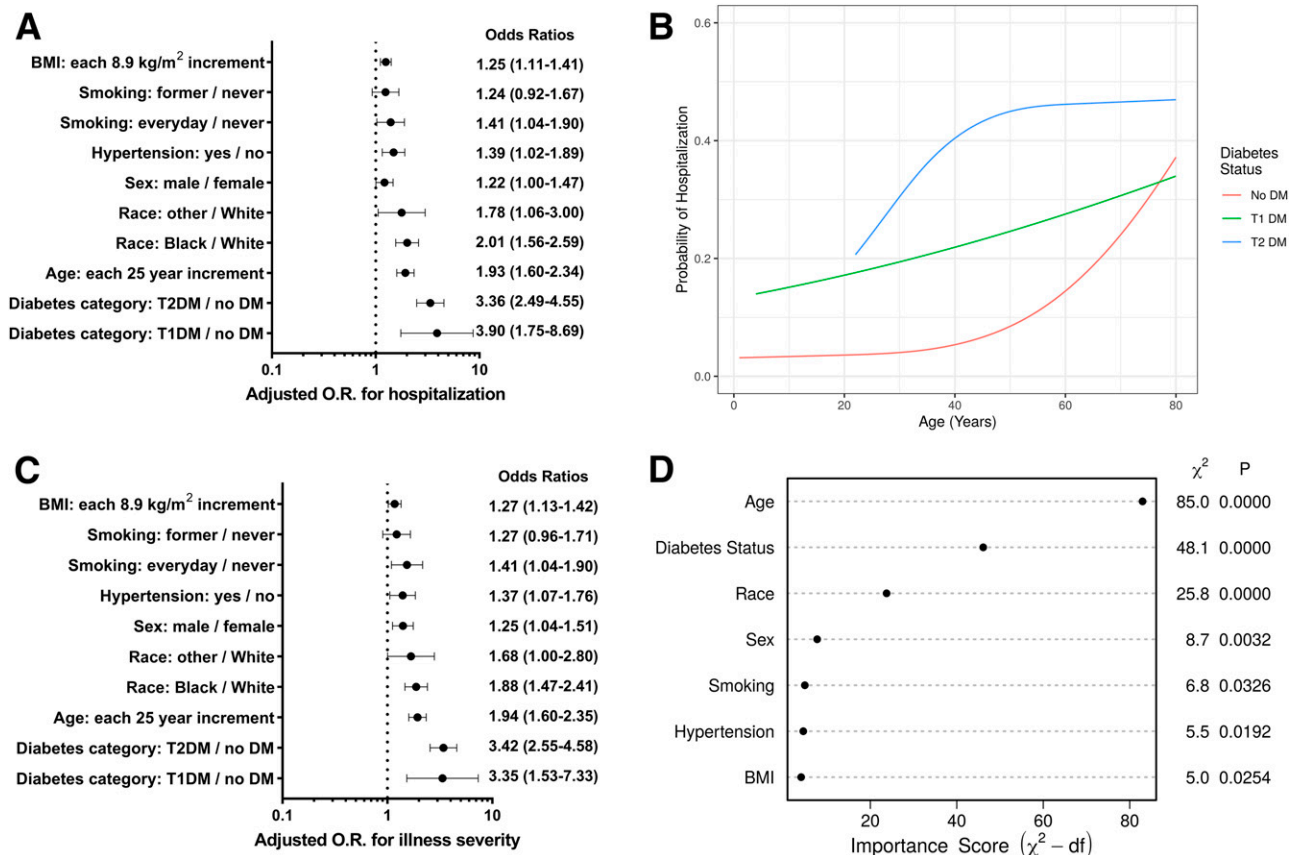 A
Odds Ratios
BMI: each 8.9 kg/m² increment 1.25 (1.11-1.41)
Smoking: former / never 1.24 (0.92-1.67)
Smoking: everyday / never 1.41 (1.04-1.90)
Hypertension: yes / no 1.39 (1.02-1.89)
Sex: male / female 1.22 (1.00-1.47)
Race: other / White 1.78 (1.06-3.00)
Race: Black / White 2.01 (1.56-2.59)
Age: each 25 year increment 1.93 (1.60-2.34)
Diabetes category: T2DM / no DM 3.36 (2.49-4.55)
Diabetes category: T1DM / no DM 3.90 (1.75-8.69)
0.1 1 10
Adjusted O.R. for hospitalization
B
Probability of Hospitalization
0.6
0.4
0.2
0.0
0 20 40 60 80
Age (Years)
Diabetes
Status
No DM
T1 DM
T2 DM
C
Odds Ratios
BMI: each 8.9 kg/m² increment 1.27 (1.13-1.42)
Smoking: former / never 1.27 (0.96-1.71)
Smoking: everyday / never 1.41 (1.04-1.90)
Hypertension: yes / no 1.37 (1.07-1.76)
Sex: male / female 1.25 (1.04-1.51)
Race: other / White 1.68 (1.00-2.80)
Race: Black / White 1.88 (1.47-2.41)
Age: each 25 year increment 1.94 (1.60-2.35)
Diabetes category: T2DM / no DM 3.42 (2.55-4.58)
Diabetes category: T1DM / no DM 3.35 (1.53-7.33)
0.1 1 10
Adjusted O.R. for illness severity
D
χ² P
Age 85.0 0.0000
Diabetes Status 48.1 0.0000
Race 25.8 0.0000
Sex 8.7 0.0032
Smoking 6.8 0.0326
Hypertension 5.5 0.0192
BMI 5.0 0.0254
20 40 60 80
Importance Score (χ² − df)